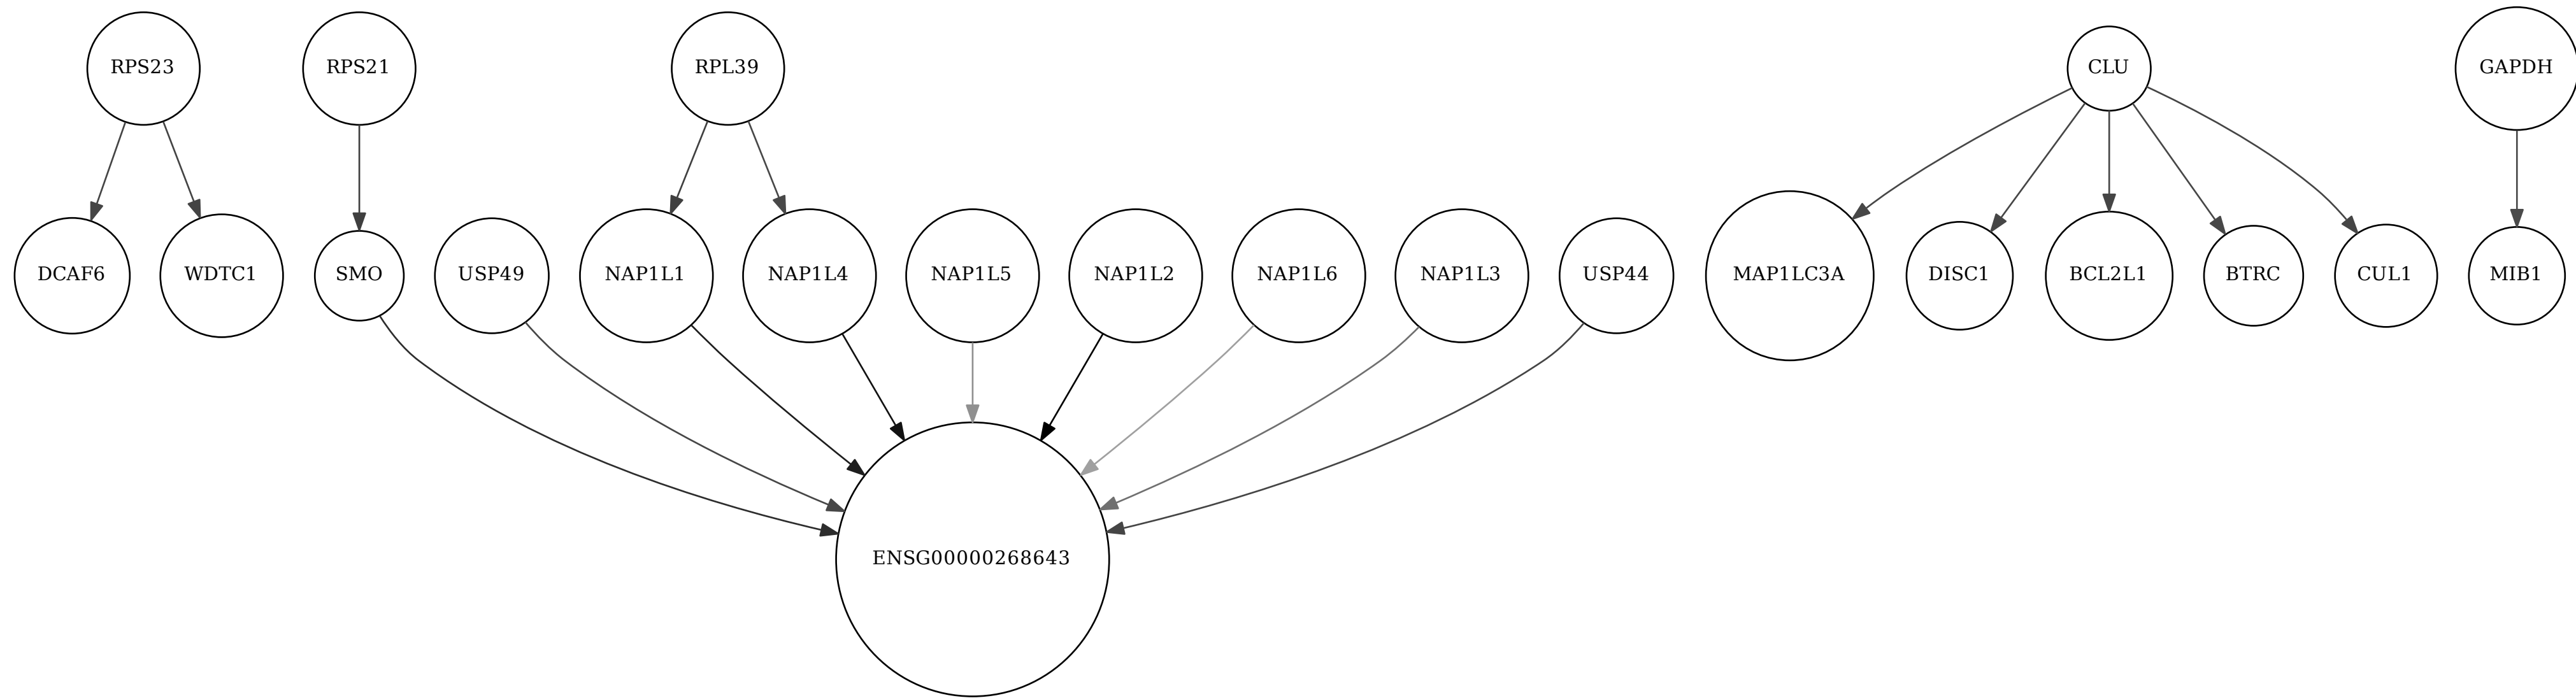 RPS23
RPS21
RPL39
CLU
GAPDH
DCAF6
WDTC1
SMO
USP49
NAP1L1
NAP1L4
NAP1L5
NAP1L2
NAP1L6
NAP1L3
USP44
MAP1LC3A
DISC1
BCL2L1
BTRC
CUL1
MIB1
ENSG00000268643